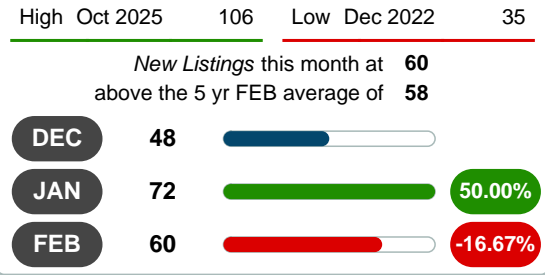 High Oct 2025 106 Low Dec 2022 35
New Listings this month at 60
above the 5 yr FEB average of 58
DEC 48
JAN 72 50.00%
FEB 60 -16.67%